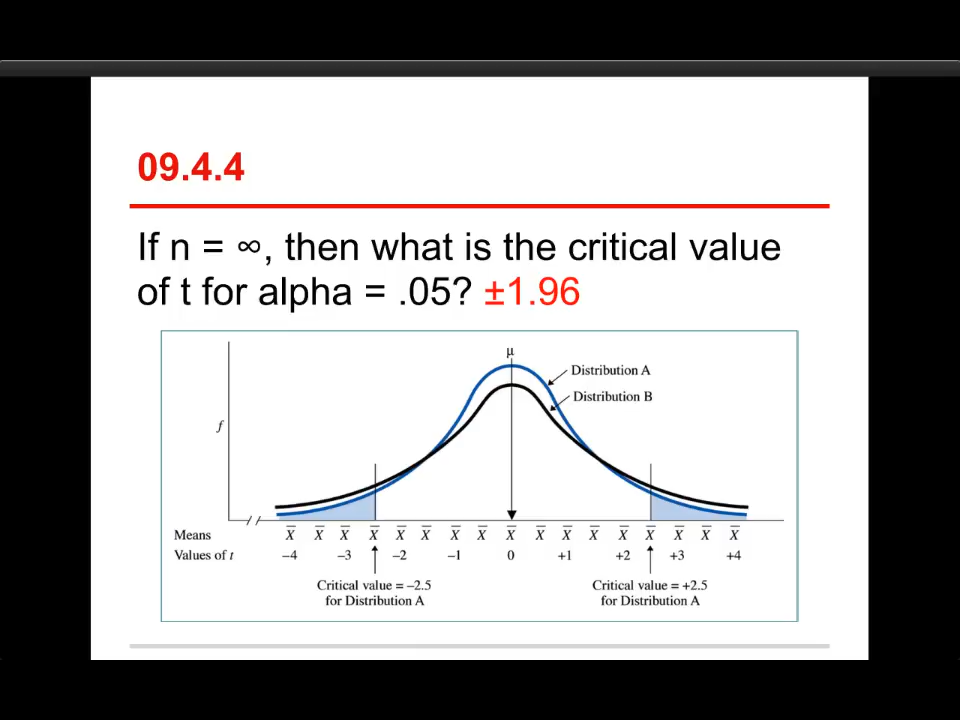 09.4.4
If n = ∞, then what is the critical value
of t for alpha = .05? ±1.96
μ
Distribution A
Distribution B
f
Means X̅ X̅ X̅ X̅ X̅ X̅ X̅ X̅ X̅ X̅ X̅ X̅ X̅ X̅ X̅ X̅ X̅
Values of t −4 −3 −2 −1 0 +1 +2 +3 +4
Critical value = −2.5
for Distribution A
Critical value = +2.5
for Distribution A